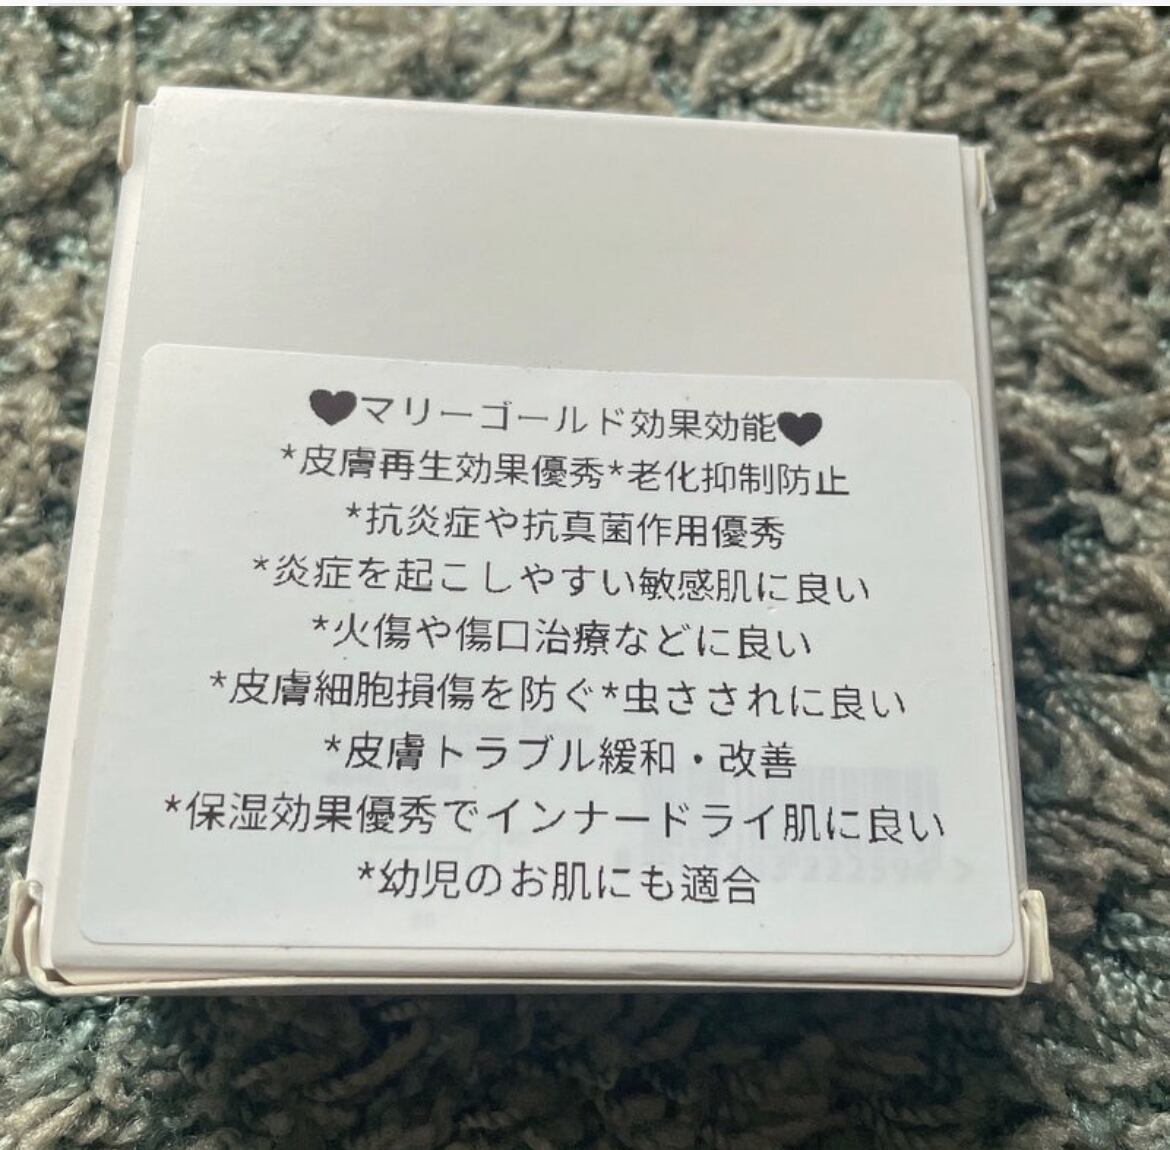 ♥マリーゴールド効果効能♥
*皮膚再生効果優秀*老化抑制防止
*抗炎症や抗真菌作用優秀
*炎症を起こしやすい敏感肌に良い
*火傷や傷口治療などに良い
*皮膚細胞損傷を防ぐ*虫さされに良い
*皮膚トラブル緩和・改善
*保湿効果優秀でインナードライ肌に良い
*幼児のお肌にも適合